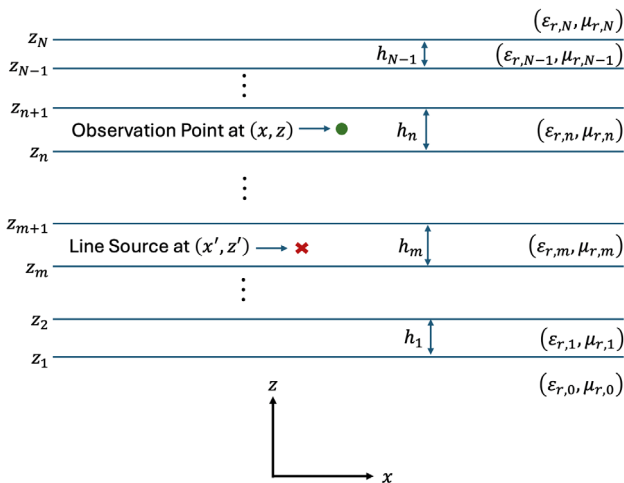 (ε_{r,N}, μ_{r,N})
z_N
h_{N−1}
(ε_{r,N−1}, μ_{r,N−1})
z_{N−1}
⋮
z_{n+1}
Observation Point at (x, z)
h_n
(ε_{r,n}, μ_{r,n})
z_n
⋮
z_{m+1}
Line Source at (x′, z′)
h_m
(ε_{r,m}, μ_{r,m})
z_m
⋮
z_2
h_1
(ε_{r,1}, μ_{r,1})
z_1
z
(ε_{r,0}, μ_{r,0})
x